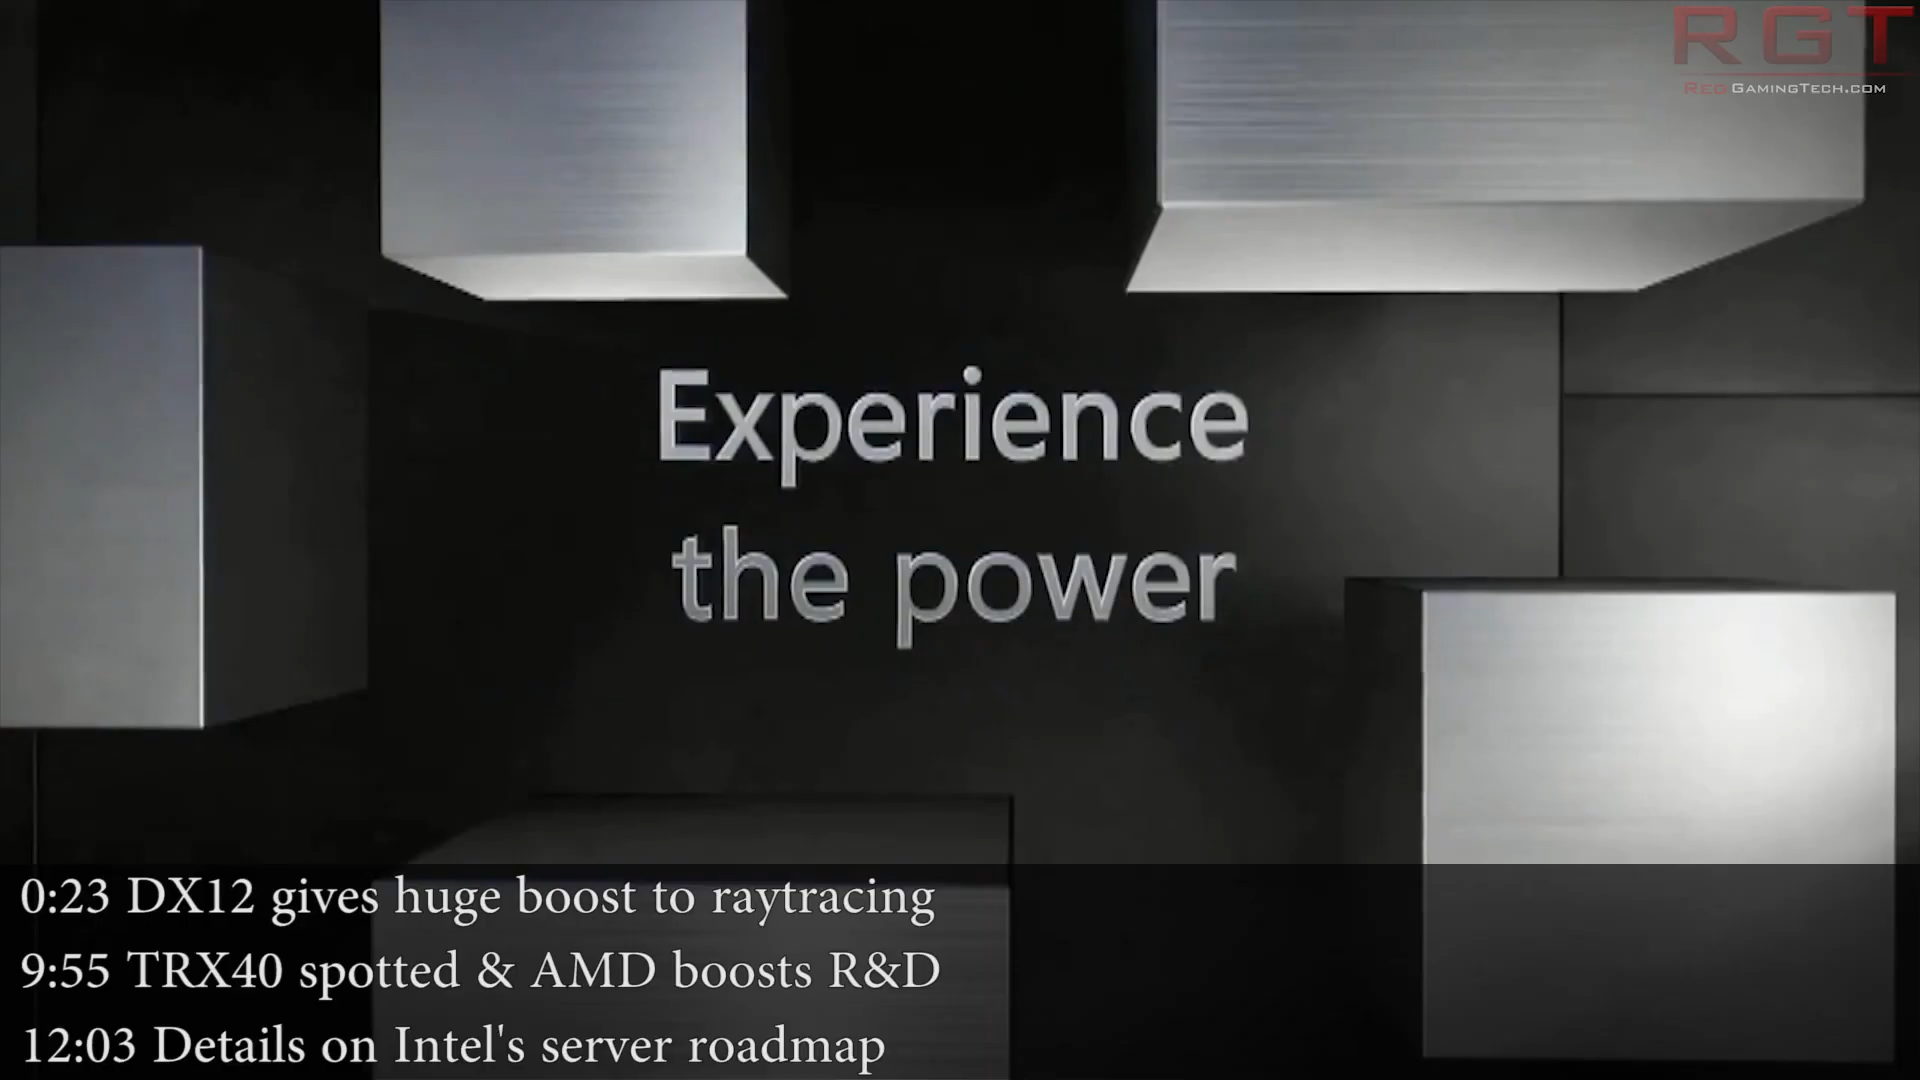 RGT
RedGamingTech.com
Experience
the power
0:23 DX12 gives huge boost to raytracing
9:55 TRX40 spotted & AMD boosts R&D
12:03 Details on Intel's server roadmap